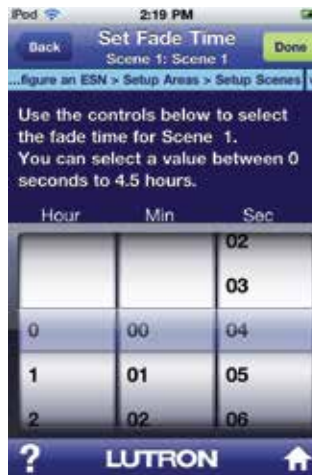 iPod 2:19 PM
Back Set Fade Time Done
Scene 1: Scene 1
...figure an ESN > Setup Areas > Setup Scenes
Use the controls below to select
the fade time for Scene 1.
You can select a value between 0
seconds to 4.5 hours.
Hour Min Sec
02
03
0 00 04
1 01 05
2 02 06
? LUTRON